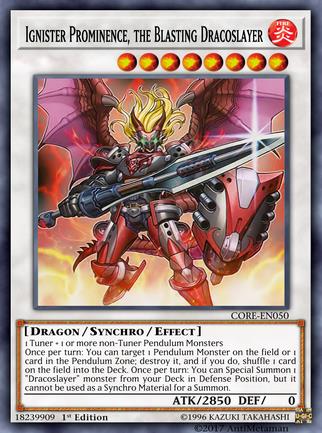 Ignister Prominence, the Blasting Dracoslayer
FIRE
炎
CORE-EN050
[Dragon / Synchro / Effect]
1 Tuner + 1 or more non-Tuner Pendulum Monsters
Once per turn: You can target 1 Pendulum Monster on the field or 1
card in the Pendulum Zone; destroy it, and if you do, shuffle 1 card
on the field into the Deck. Once per turn: You can Special Summon 1
"Dracoslayer" monster from your Deck in Defense Position, but it
cannot be used as a Synchro Material for a Summon.
ATK/2850 DEF/ 0
18239909 1st Edition ©1996 KAZUKI TAKAHASHI
©2017 AntiMetaman